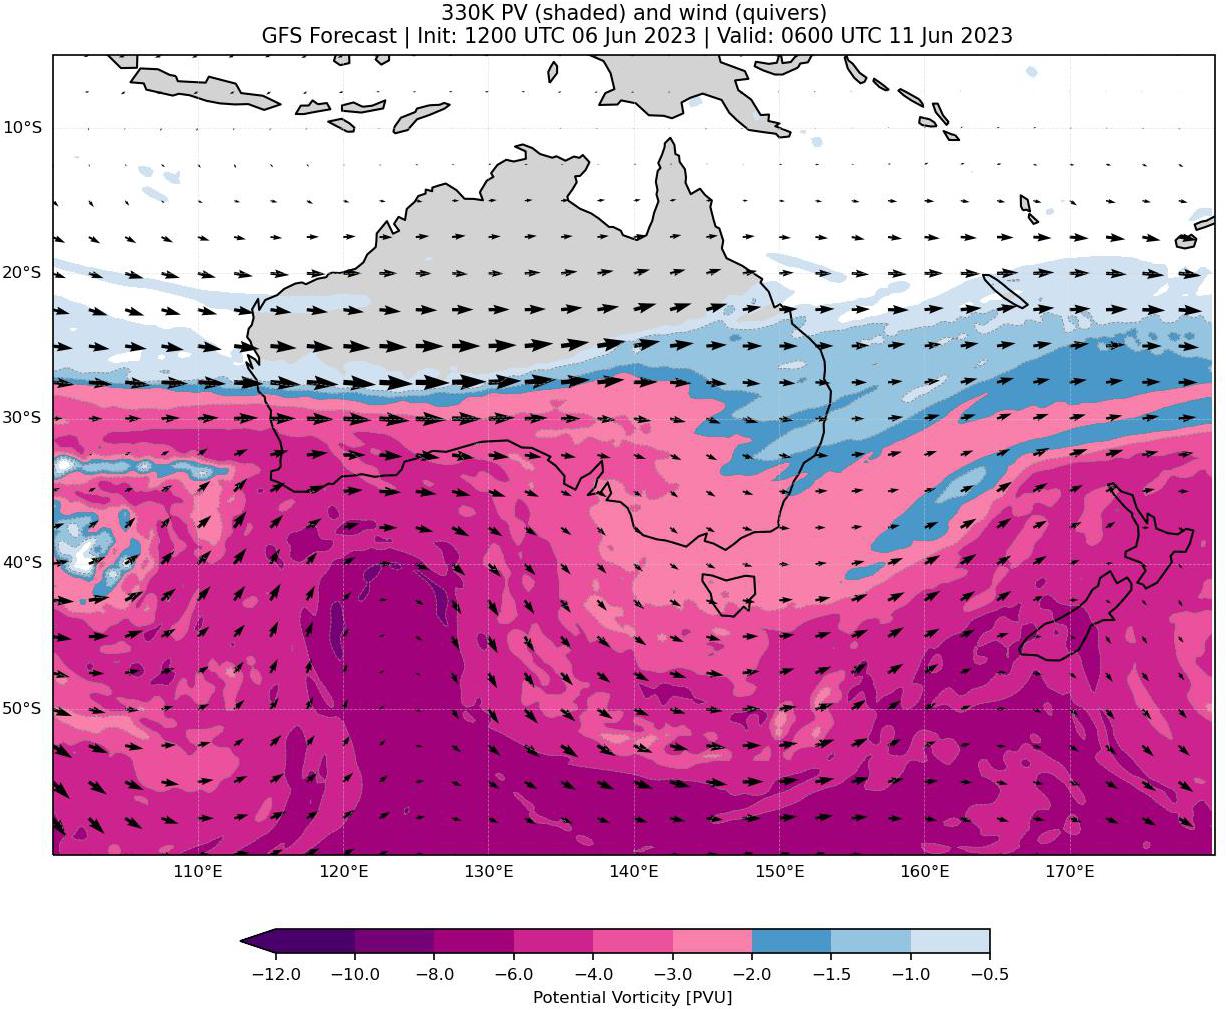 330K PV (shaded) and wind (quivers)
GFS Forecast | Init: 1200 UTC 06 Jun 2023 | Valid: 0600 UTC 11 Jun 2023
10°S
20°S
30°S
40°S
50°S
110°E 120°E 130°E 140°E 150°E 160°E 170°E
−12.0 −10.0 −8.0 −6.0 −4.0 −3.0 −2.0 −1.5 −1.0 −0.5
Potential Vorticity [PVU]